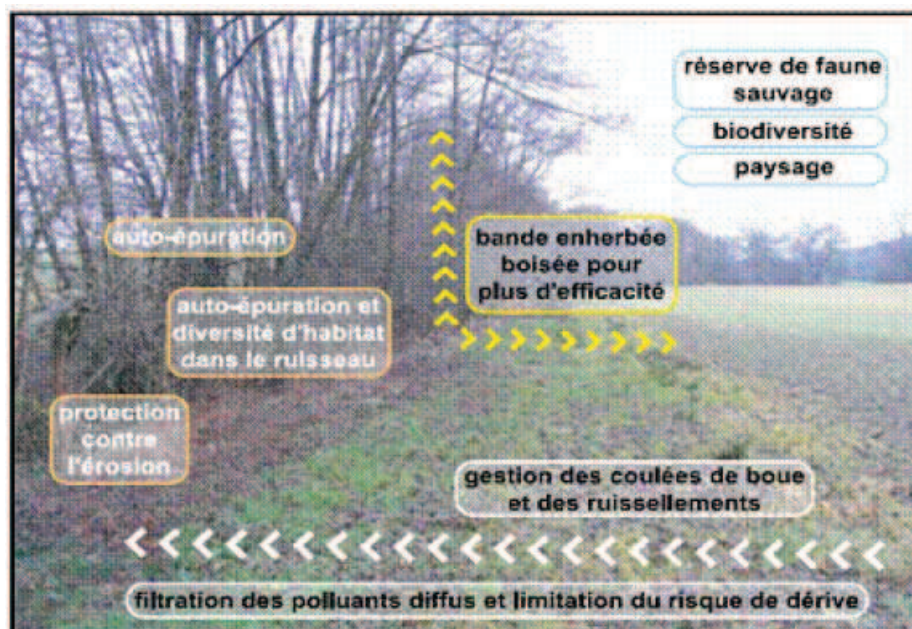 réserve de faune
sauvage
biodiversité
paysage
auto-épuration
bande enherbée
boisée pour
plus d'efficacité
auto-épuration et
diversité d'habitat
dans le ruisseau
protection
contre
l'érosion
gestion des coulées de boue
et des ruissellements
filtration des polluants diffus et limitation du risque de dérive